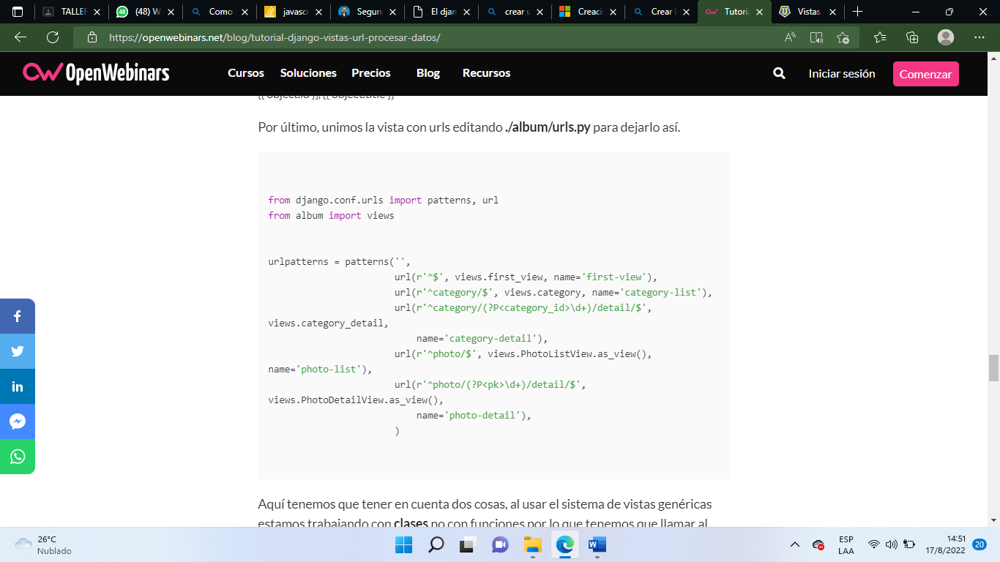 TALLER
48
(48) W
Como
javascr
Segun
El djan
crear u
Creaci
Crear l
Tutoria
Vistas
https://openwebinars.net/blog/tutorial-django-vistas-url-procesar-datos/
OpenWebinars
Cursos
Soluciones
Precios
Blog
Recursos
Iniciar sesión
Comenzar
{{ object.id }}, {{ object.title }}
Por último, unimos la vista con urls editando ./album/urls.py para dejarlo así.
from django.conf.urls import patterns, url
from album import views
urlpatterns = patterns('',
url(r'^$', views.first_view, name='first-view'),
url(r'^category/$', views.category, name='category-list'),
url(r'^category/(?P<category_id>\d+)/detail/$',
views.category_detail,
name='category-detail'),
url(r'^photo/$', views.PhotoListView.as_view(),
name='photo-list'),
url(r'^photo/(?P<pk>\d+)/detail/$',
views.PhotoDetailView.as_view(),
name='photo-detail'),
)
Aquí tenemos que tener en cuenta dos cosas, al usar el sistema de vistas genéricas
estamos trabajando con clases no con funciones por lo que tenemos que llamar al
26°C
Nublado
ESP
LAA
14:51
17/8/2022
20